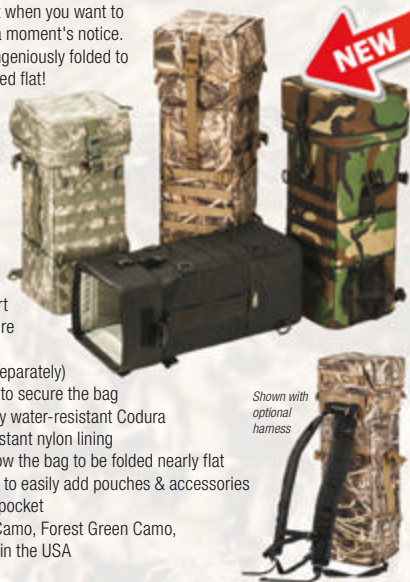 t when you want to
a moment's notice.
ngeniously folded to
ed flat!
NEW
rt
re
eparately)
to secure the bag
y water-resistant Codura
stant nylon lining
ow the bag to be folded nearly flat
to easily add pouches & accessories
pocket
Camo, Forest Green Camo,
in the USA
Shown with
optional
harness